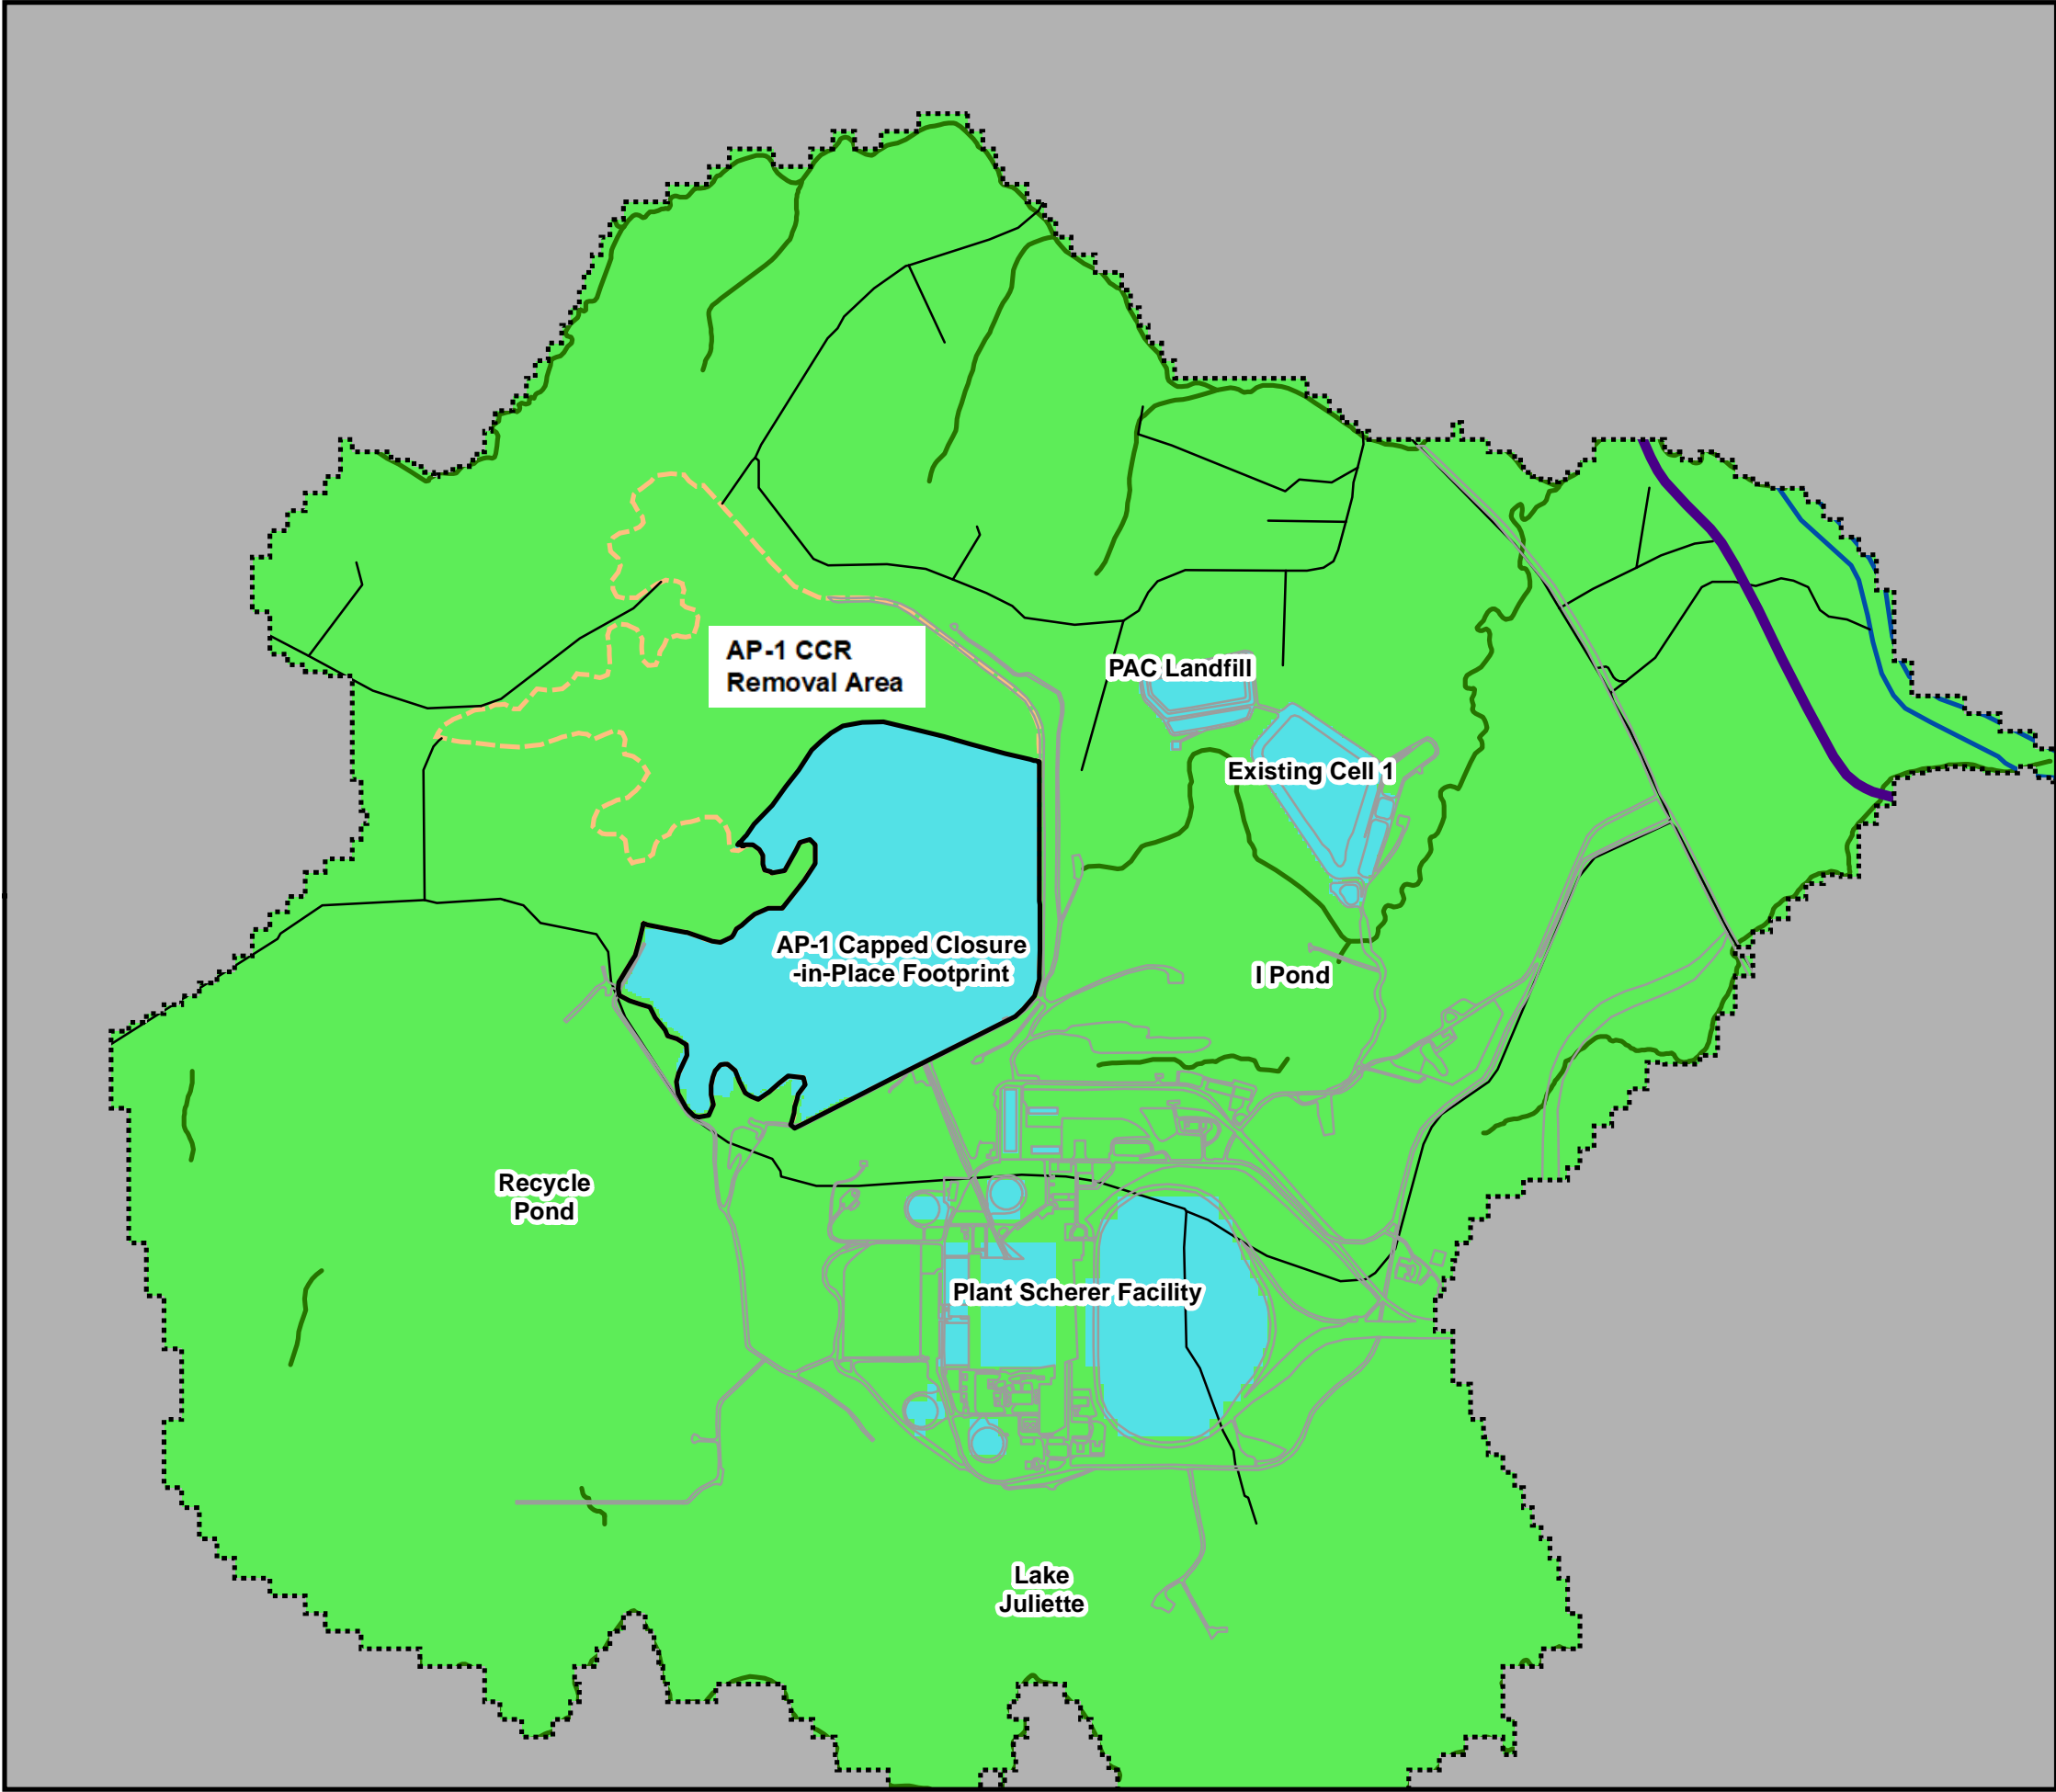 AP-1 CCR
Removal Area
PAC Landfill
Existing Cell 1
AP-1 Capped Closure
-in-Place Footprint
I Pond
Recycle
Pond
Plant Scherer Facility
Lake
Juliette